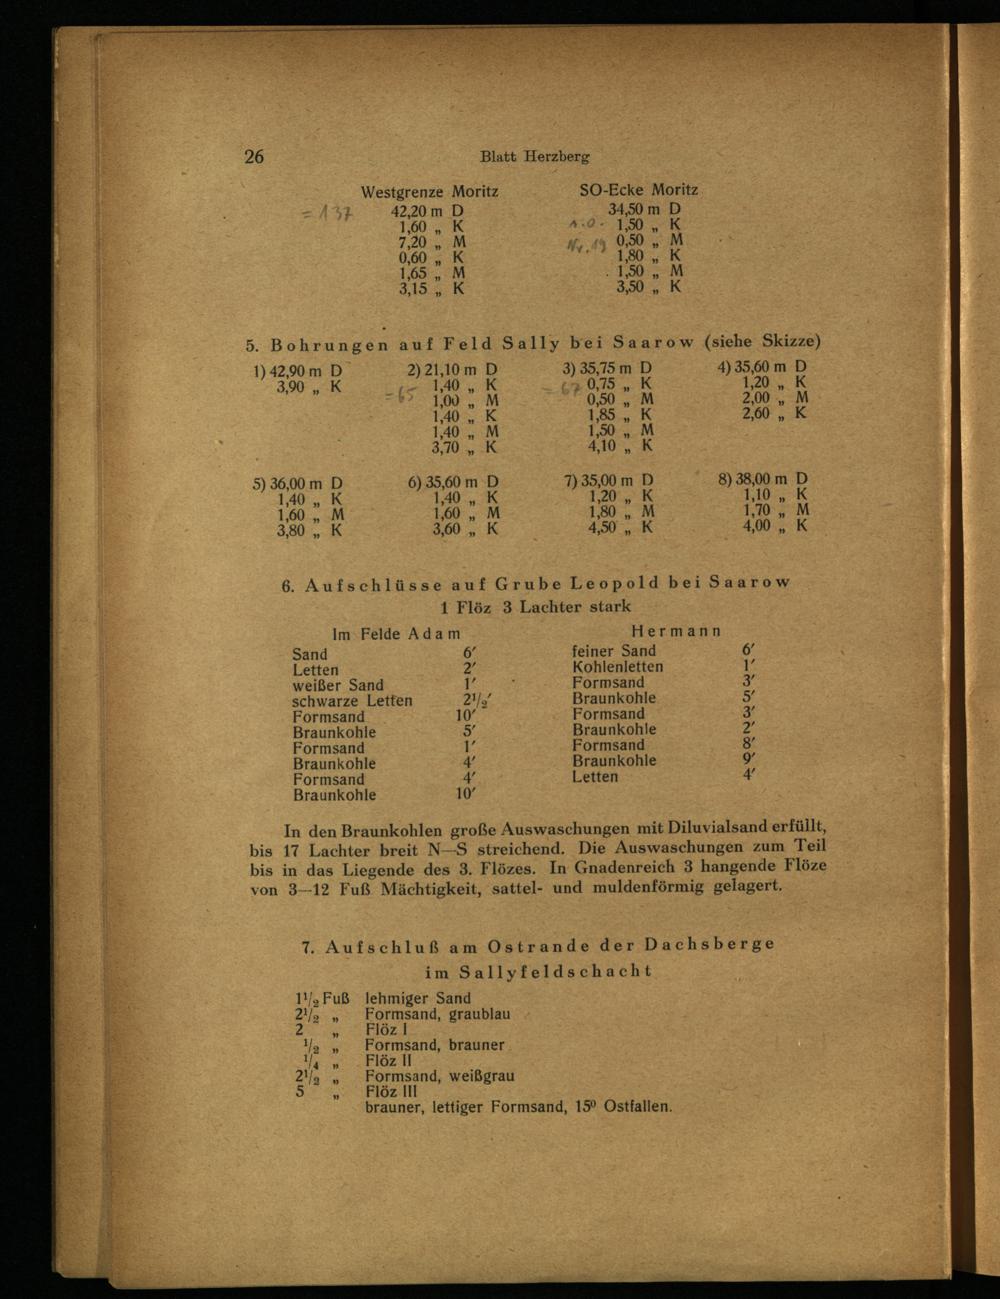 26 Blatt Herzberg
Westgrenze Moritz SO-Ecke Moritz
= 137 42,20 m D 34,50 m D
1,60 „ K 1,50 „ K
7,20 „ M Nr. 19 0,50 „ M
0,60 „ K 1,80 „ K
1,65 „ M 1,50 „ M
3,15 „ K 3,50 „ K
5. Bohrungen auf Feld Sally bei Saarow (siehe Skizze)
1) 42,90 m D 2) 21,10 m D 3) 35,75 m D 4) 35,60 m D
3,90 „ K = 65 1,40 „ K = 67 0,75 „ K 1,20 „ K
1,00 „ M 0,50 „ M 2,00 „ M
1,40 „ K 1,85 „ K 2,60 „ K
1,40 „ M 1,50 „ M
3,70 „ K 4,10 „ K
5) 36,00 m D 6) 35,60 m D 7) 35,00 m D 8) 38,00 m D
1,40 „ K 1,40 „ K 1,20 „ K 1,10 „ K
1,60 „ M 1,60 „ M 1,80 „ M 1,70 „ M
3,80 „ K 3,60 „ K 4,50 „ K 4,00 „ K
6. Aufschlüsse auf Grube Leopold bei Saarow
1 Flöz 3 Lachter stark
Im Felde Adam Hermann
Sand 6′ feiner Sand 6′
Letten 2′ Kohlenletten 1′
weißer Sand 1′ Formsand 3′
schwarze Letten 2½′ Braunkohle 5′
Formsand 10′ Formsand 3′
Braunkohle 5′ Braunkohle 2′
Formsand 1′ Formsand 8′
Braunkohle 4′ Braunkohle 9′
Formsand 4′ Letten 4′
Braunkohle 10′
In den Braunkohlen große Auswaschungen mit Diluvialsand erfüllt,
bis 17 Lachter breit N—S streichend. Die Auswaschungen zum Teil
bis in das Liegende des 3. Flözes. In Gnadenreich 3 hangende Flöze
von 3—12 Fuß Mächtigkeit, sattel- und muldenförmig gelagert.
7. Aufschluß am Ostrande der Dachsberge
im Sallyfeldschacht
1½ Fuß lehmiger Sand
2½ „ Formsand, graublau
2 „ Flöz I
½ „ Formsand, brauner
¼ „ Flöz II
2½ „ Formsand, weißgrau
5 „ Flöz III
brauner, lettiger Formsand, 15⁰ Ostfallen.